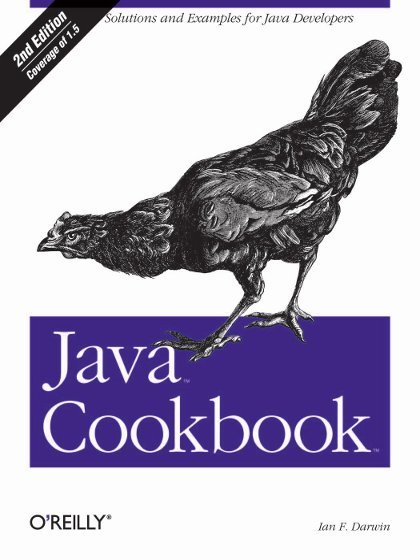 Solutions and Examples for Java Developers
2nd Edition
Coverage of 1.5
Java™
Cookbook™
O'REILLY®
Ian F. Darwin